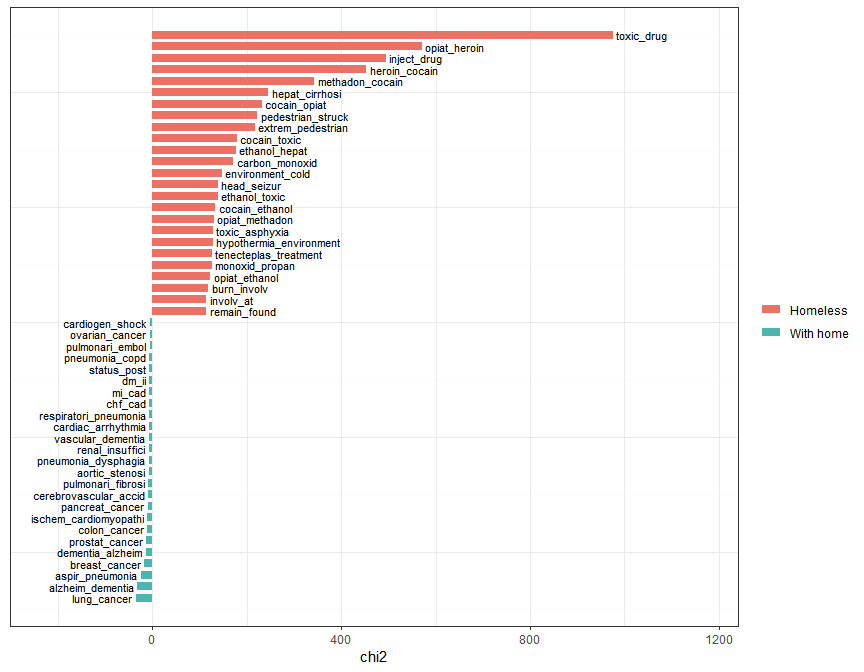 toxic_drug
opiat_heroin
inject_drug
heroin_cocain
methadon_cocain
hepat_cirrhosi
cocain_opiat
pedestrian_struck
extrem_pedestrian
cocain_toxic
ethanol_hepat
carbon_monoxid
environment_cold
head_seizur
ethanol_toxic
cocain_ethanol
opiat_methadon
toxic_asphyxia
hypothermia_environment
tenecteplas_treatment
monoxid_propan
opiat_ethanol
burn_involv
involv_at
remain_found
cardiogen_shock
ovarian_cancer
pulmonari_embol
pneumonia_copd
status_post
dm_ii
mi_cad
chf_cad
respiratori_pneumonia
cardiac_arrhythmia
vascular_dementia
renal_insuffici
pneumonia_dysphagia
aortic_stenosi
pulmonari_fibrosi
cerebrovascular_accid
pancreat_cancer
ischem_cardiomyopathi
colon_cancer
prostat_cancer
dementia_alzheim
breast_cancer
aspir_pneumonia
alzheim_dementia
lung_cancer
0 400 800 1200
chi2
Homeless
With home